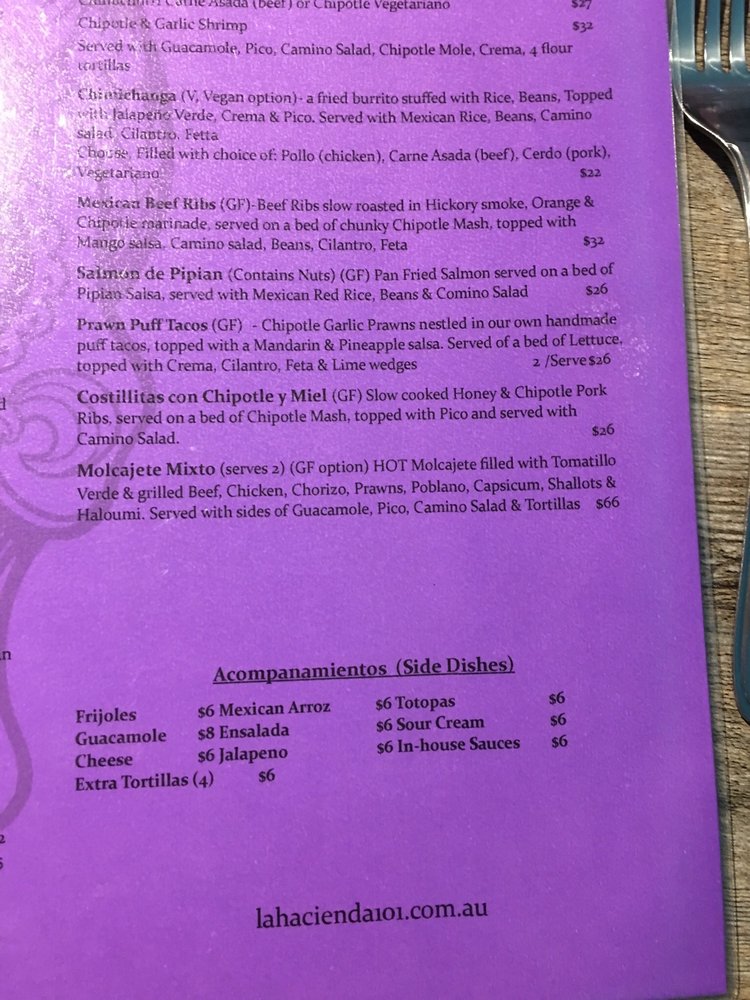 Carne Asada (beef) or Chipotle Vegetariano $27
Chipotle & Garlic Shrimp $32
Served with Guacamole, Pico, Camino Salad, Chipotle Mole, Crema, 4 flour
tortillas
Chimichanga (V, Vegan option)- a fried burrito stuffed with Rice, Beans, Topped
with Jalapeño Verde, Crema & Pico. Served with Mexican Rice, Beans, Camino
salad, Cilantro, Fetta
Chouse, Filled with choice of: Pollo (chicken), Carne Asada (beef), Cerdo (pork),
Vegetariano $22
Mexican Beef Ribs (GF)-Beef Ribs slow roasted in Hickory smoke, Orange &
Chipotle marinade, served on a bed of chunky Chipotle Mash, topped with
Mango salsa, Camino salad, Beans, Cilantro, Feta $32
Salmon de Pipian (Contains Nuts) (GF) Pan Fried Salmon served on a bed of
Pipian Salsa, served with Mexican Red Rice, Beans & Comino Salad $26
Prawn Puff Tacos (GF) - Chipotle Garlic Prawns nestled in our own handmade
puff tacos, topped with a Mandarin & Pineapple salsa. Served of a bed of Lettuce,
topped with Crema, Cilantro, Feta & Lime wedges 2 /Serve $26
Costillitas con Chipotle y Miel (GF) Slow cooked Honey & Chipotle Pork
Ribs, served on a bed of Chipotle Mash, topped with Pico and served with
Camino Salad. $26
Molcajete Mixto (serves 2) (GF option) HOT Molcajete filled with Tomatillo
Verde & grilled Beef, Chicken, Chorizo, Prawns, Poblano, Capsicum, Shallots &
Haloumi. Served with sides of Guacamole, Pico, Camino Salad & Tortillas $66
Acompanamientos (Side Dishes)
Frijoles $6 Mexican Arroz $6 Totopas $6
Guacamole $8 Ensalada $6 Sour Cream $6
Cheese $6 Jalapeno $6 In-house Sauces $6
Extra Tortillas (4) $6
lahacienda101.com.au